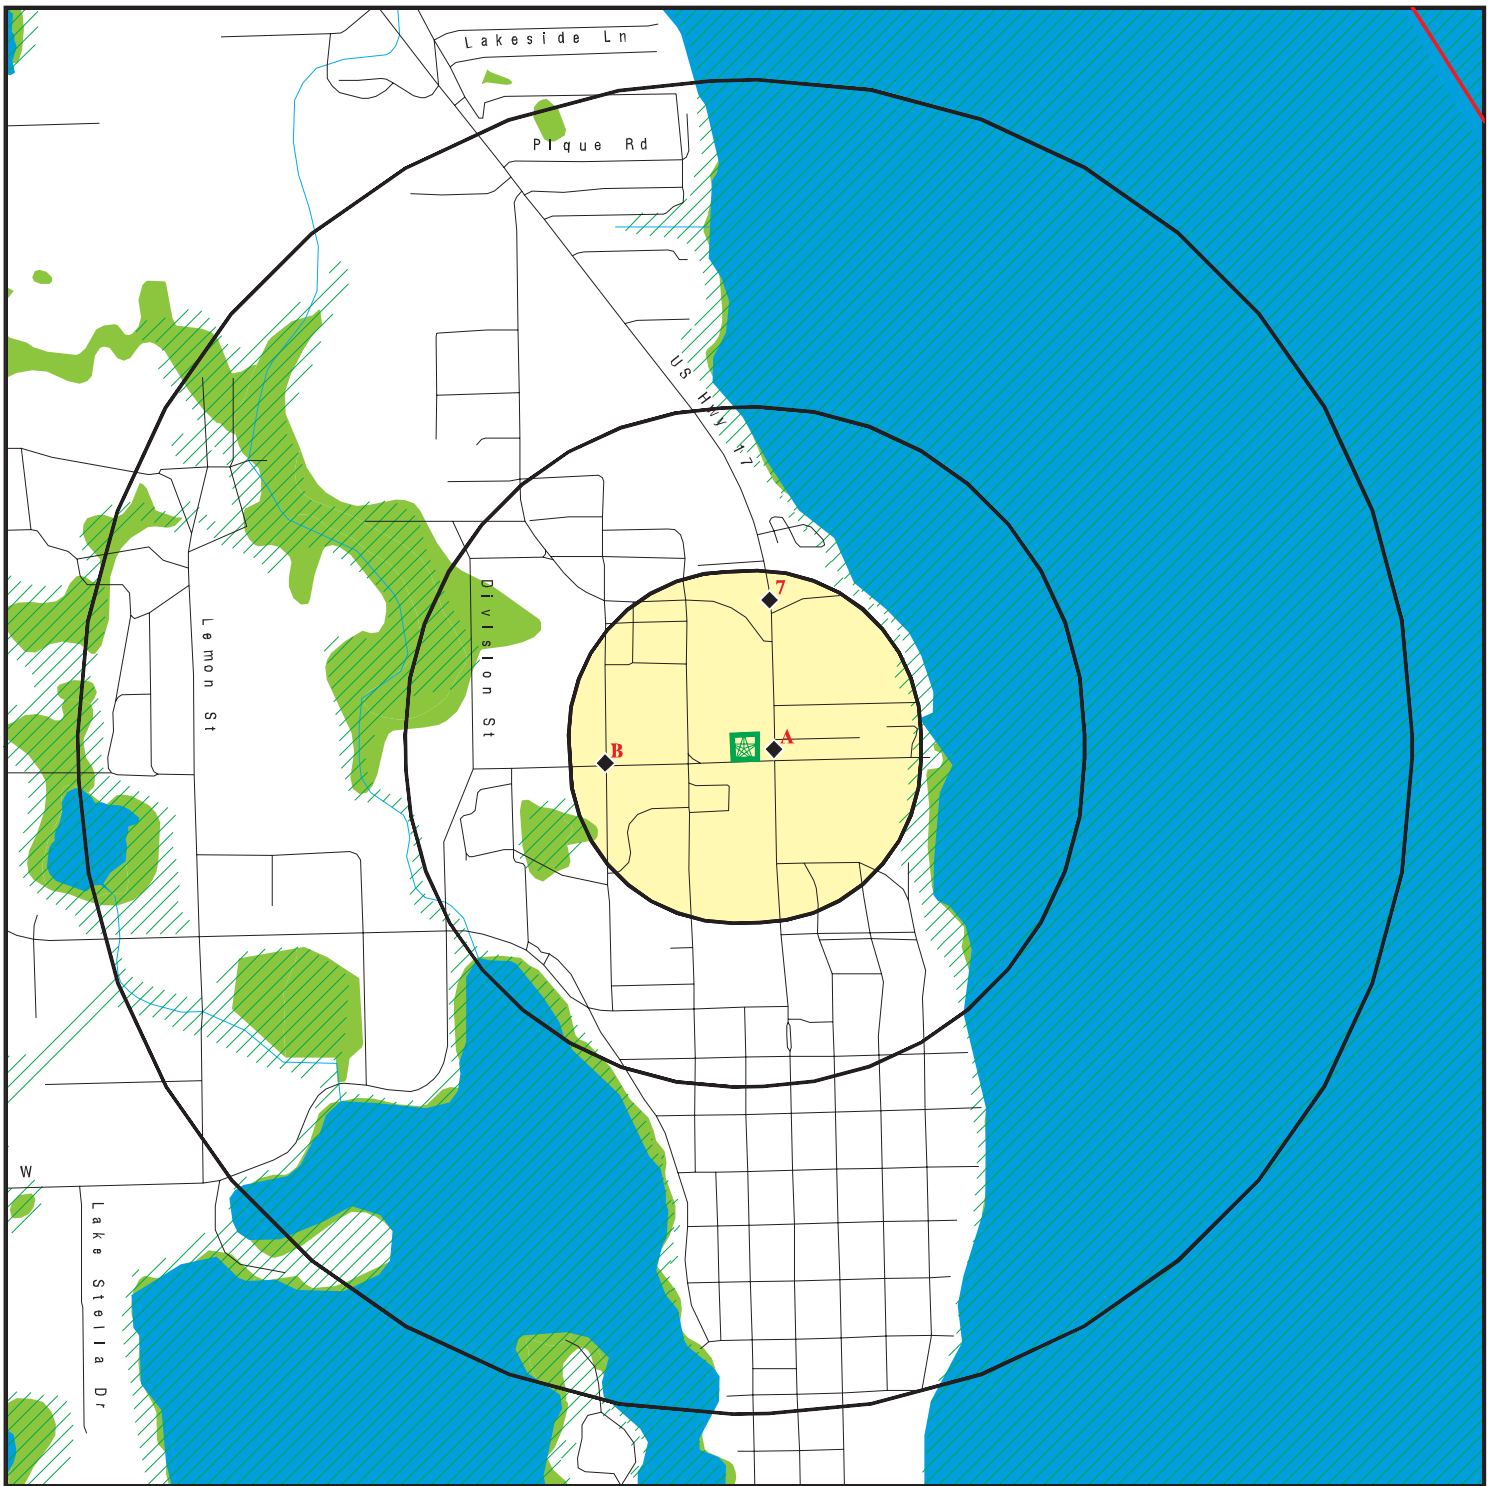 Lakeside Ln
Pique Rd
US Hwy 17
Division St
7
Lemon St
A
B
W
Lake Stella Dr